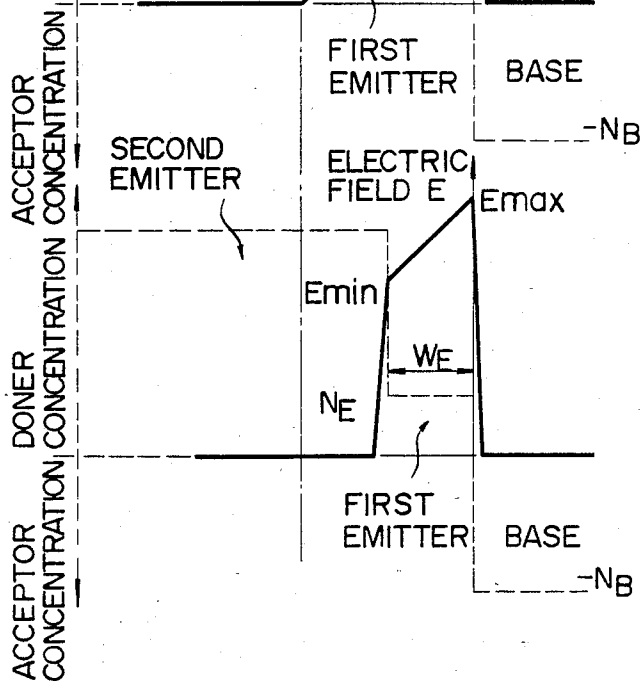 FIRST
EMITTER
BASE
-NB
ACCEPTOR
CONCENTRATION
SECOND
EMITTER
ELECTRIC
FIELD E
Emax
Emin
WE
DONER
CONCENTRATION
NE
FIRST
EMITTER
BASE
-NB
ACCEPTOR
CONCENTRATION